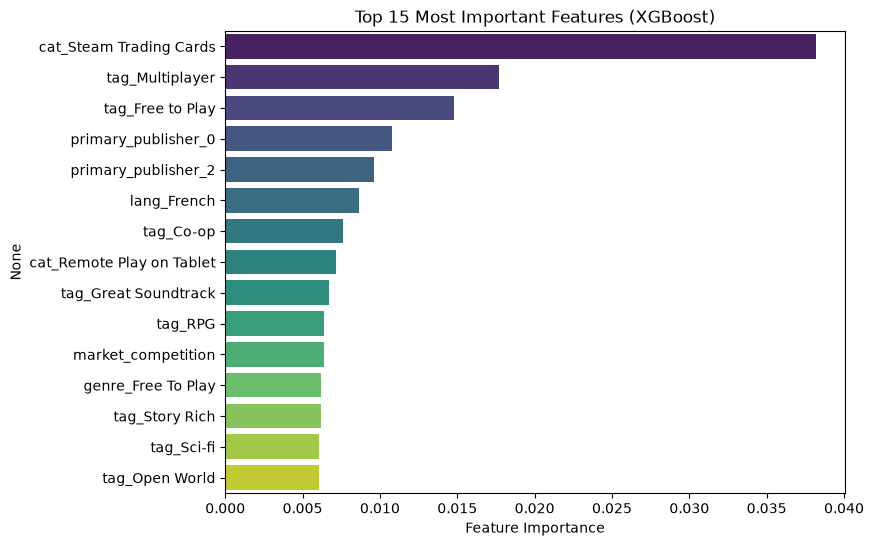 Top 15 Most Important Features (XGBoost)
cat_Steam Trading Cards
tag_Multiplayer
tag_Free to Play
primary_publisher_0
primary_publisher_2
lang_French
tag_Co-op
cat_Remote Play on Tablet
tag_Great Soundtrack
tag_RPG
market_competition
genre_Free To Play
tag_Story Rich
tag_Sci-fi
tag_Open World
None
0.000 0.005 0.010 0.015 0.020 0.025 0.030 0.035 0.040
Feature Importance